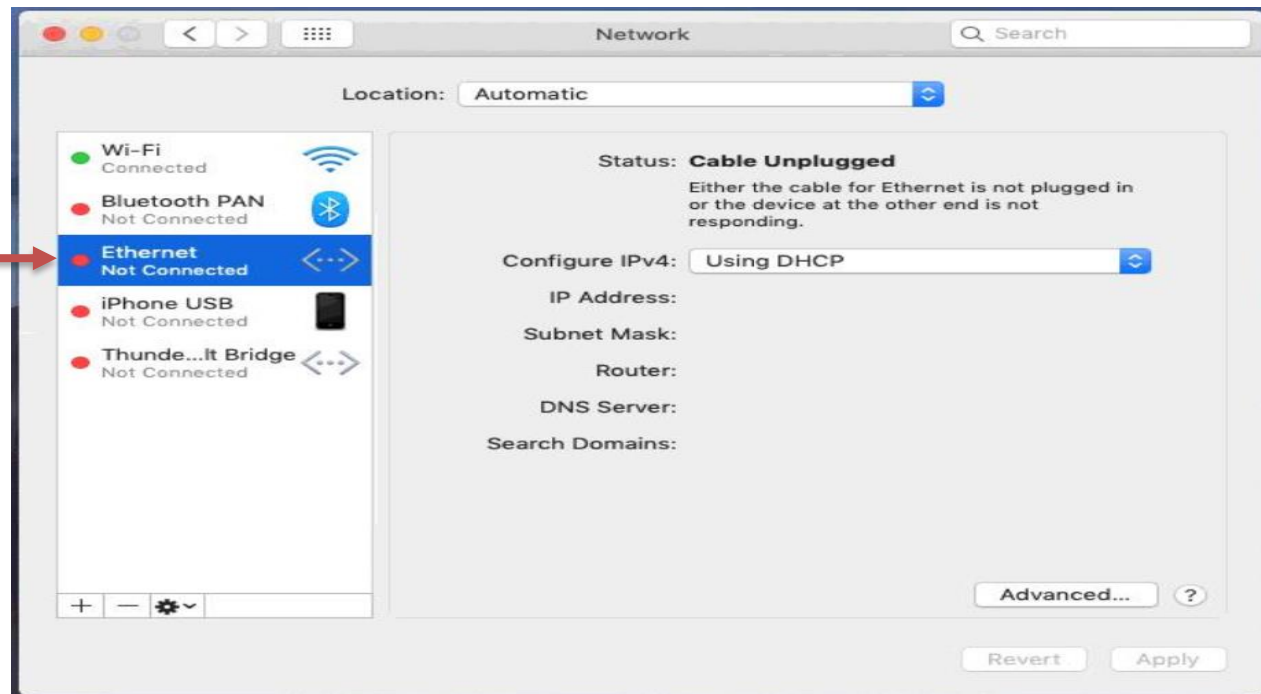 Network
Search
Location: Automatic
Wi-Fi
Connected
Bluetooth PAN
Not Connected
Ethernet
Not Connected
iPhone USB
Not Connected
Thunde...lt Bridge
Not Connected
Status: Cable Unplugged
Either the cable for Ethernet is not plugged in
or the device at the other end is not
responding.
Configure IPv4: Using DHCP
IP Address:
Subnet Mask:
Router:
DNS Server:
Search Domains:
Advanced... ?
Revert Apply